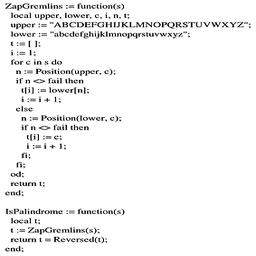 ZapGremlins := function(s)
local upper, lower, c, i, n, t;
upper := "ABCDEFGHIJKLMNOPQRSTUVWXYZ";
lower := "abcdefghijklmnopqrstuvwxyz";
t := [ ];
i := 1;
for c in s do
n := Position(upper, c);
if n <> fail then
t[i] := lower[n];
i := i + 1;
else
n := Position(lower, c);
if n <> fail then
t[i] := c;
i := i + 1;
fi;
fi;
od;
return t;
end;
IsPalindrome := function(s)
local t;
t := ZapGremlins(s);
return t = Reversed(t);
end;